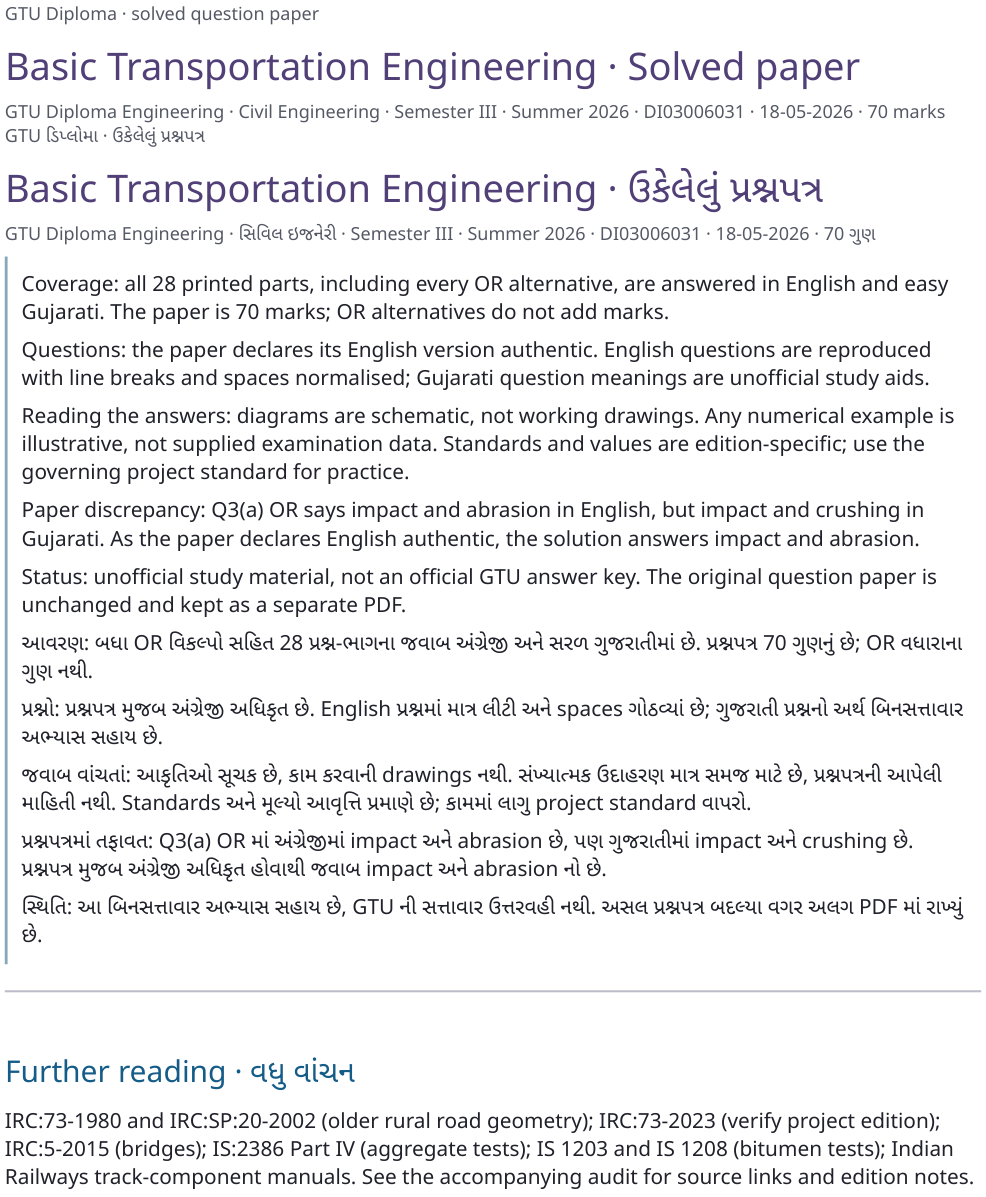 GTU Diploma · solved question paper
Basic Transportation Engineering · Solved paper
GTU Diploma Engineering · Civil Engineering · Semester III · Summer 2026 · DI03006031 · 18-05-2026 · 70 marks
GTU ડિપ્લોમા · ઉકેલેલું પ્રશ્નપત્ર
Basic Transportation Engineering · ઉકેલેલું પ્રશ્નપત્ર
GTU Diploma Engineering · સિવિલ ઇજનેરી · Semester III · Summer 2026 · DI03006031 · 18-05-2026 · 70 ગુણ
Coverage: all 28 printed parts, including every OR alternative, are answered in English and easy
Gujarati. The paper is 70 marks; OR alternatives do not add marks.
Questions: the paper declares its English version authentic. English questions are reproduced
with line breaks and spaces normalised; Gujarati question meanings are unofficial study aids.
Reading the answers: diagrams are schematic, not working drawings. Any numerical example is
illustrative, not supplied examination data. Standards and values are edition-specific; use the
governing project standard for practice.
Paper discrepancy: Q3(a) OR says impact and abrasion in English, but impact and crushing in
Gujarati. As the paper declares English authentic, the solution answers impact and abrasion.
Status: unofficial study material, not an official GTU answer key. The original question paper is
unchanged and kept as a separate PDF.
આવરણ: બધા OR વિકલ્પો સહિત 28 પ્રશ્ન-ભાગના જવાબ અંગ્રેજી અને સરળ ગુજરાતીમાં છે. પ્રશ્નપત્ર 70 ગુણનું છે; OR વધારાના
ગુણ નથી.
પ્રશ્નો: પ્રશ્નપત્ર મુજબ અંગ્રેજી અધિકૃત છે. English પ્રશ્નમાં માત્ર લીટી અને spaces ગોઠવ્યાં છે; ગુજરાતી પ્રશ્નનો અર્થ બિનસત્તાવાર
અભ્યાસ સહાય છે.
જવાબ વાંચતાં: આકૃતિઓ સૂચક છે, કામ કરવાની drawings નથી. સંખ્યાત્મક ઉદાહરણ માત્ર સમજ માટે છે, પ્રશ્નપત્રની આપેલી
માહિતી નથી. Standards અને મૂલ્યો આવૃત્તિ પ્રમાણે છે; કામમાં લાગુ project standard વાપરો.
પ્રશ્નપત્રમાં તફાવત: Q3(a) OR માં અંગ્રેજીમાં impact અને abrasion છે, પણ ગુજરાતીમાં impact અને crushing છે.
પ્રશ્નપત્ર મુજબ અંગ્રેજી અધિકૃત હોવાથી જવાબ impact અને abrasion નો છે.
સ્થિતિ: આ બિનસત્તાવાર અભ્યાસ સહાય છે, GTU ની સત્તાવાર ઉત્તરવહી નથી. અસલ પ્રશ્નપત્ર બદલ્યા વગર અલગ PDF માં રાખ્યું
છે.
Further reading · વધુ વાંચન
IRC:73-1980 and IRC:SP:20-2002 (older rural road geometry); IRC:73-2023 (verify project edition);
IRC:5-2015 (bridges); IS:2386 Part IV (aggregate tests); IS 1203 and IS 1208 (bitumen tests); Indian
Railways track-component manuals. See the accompanying audit for source links and edition notes.